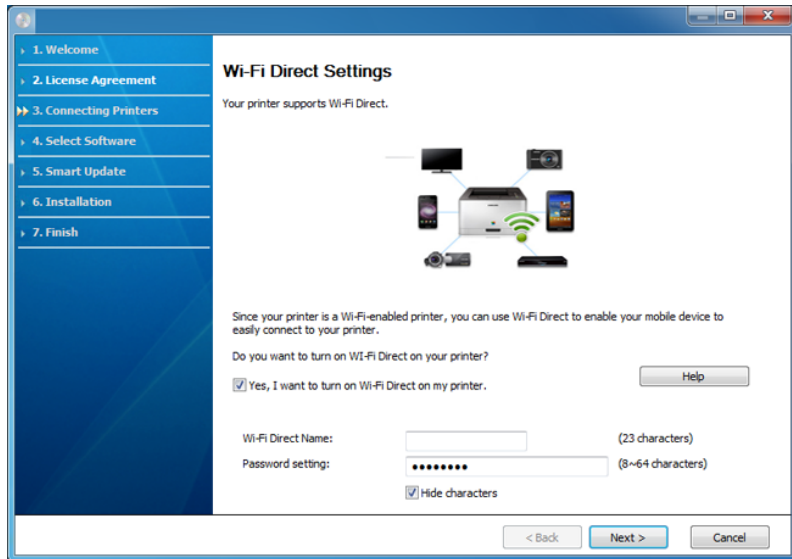 1. Welcome
2. License Agreement
3. Connecting Printers
4. Select Software
5. Smart Update
6. Installation
7. Finish
Wi-Fi Direct Settings
Your printer supports Wi-Fi Direct.
Since your printer is a Wi-Fi-enabled printer, you can use Wi-Fi Direct to enable your mobile device to
easily connect to your printer.
Do you want to turn on WI-Fi Direct on your printer?
Yes, I want to turn on Wi-Fi Direct on my printer.
Help
Wi-Fi Direct Name: (23 characters)
Password setting: ●●●●●●●● (8~64 characters)
Hide characters
< Back Next > Cancel